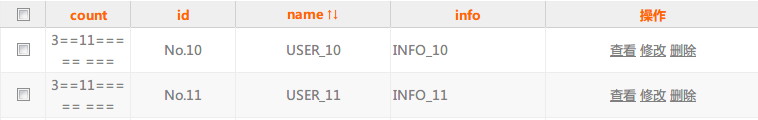 count id name ↑↓ info 操作
3==11===
== ===
No.10 USER_10 INFO_10 查看 修改 删除
3==11===
== ===
No.11 USER_11 INFO_11 查看 修改 删除